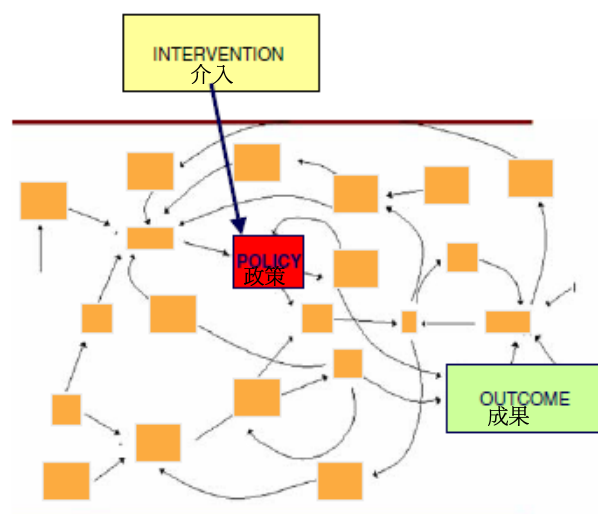 INTERVENTION
介入
POLICY
政策
OUTCOME
成果